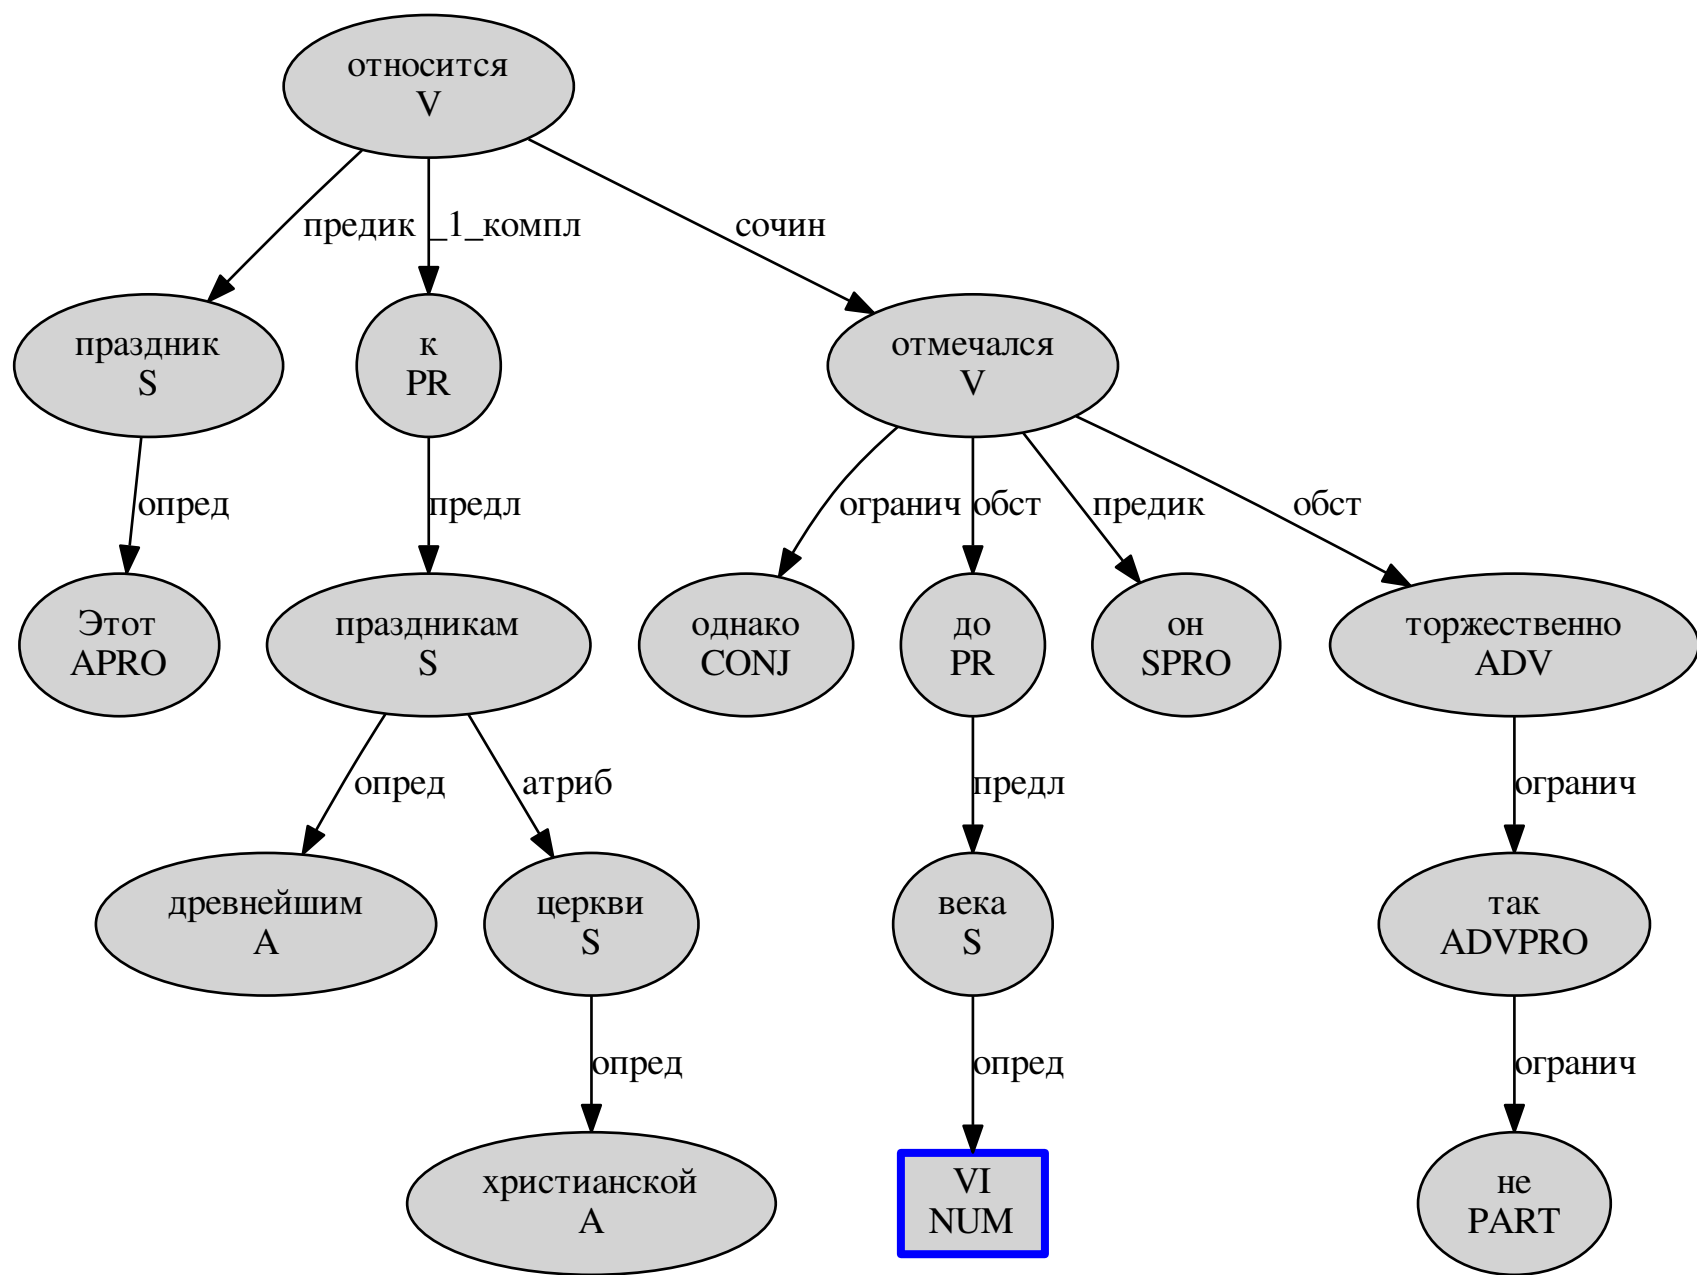 относится
V
предик
_1_компл
сочин
праздник
S
к
PR
отмечался
V
опред
предл
огранич
обст
предик
обст
Этот
APRO
праздникам
S
однако
CONJ
до
PR
он
SPRO
торжественно
ADV
опред
атриб
предл
огранич
древнейшим
A
церкви
S
века
S
так
ADVPRO
опред
опред
огранич
христианской
A
VI
NUM
не
PART